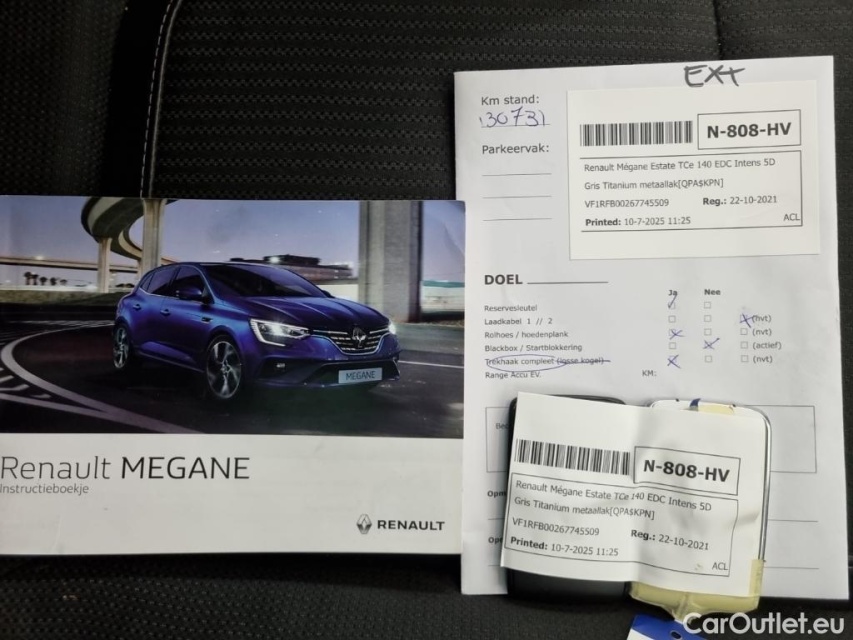 EXT
Km stand:
130731
Parkeervak:
N-808-HV
Renault Mégane Estate TCe 140 EDC Intens 5D
Gris Titanium metaallak[QPA$KPN]
VF1RFB00267745509 Reg.: 22-10-2021
Printed: 10-7-2025 11:25 ACL
DOEL
Ja Nee
Reservesleutel
Laadkabel 1 // 2 (nvt)
Rolhoes / hoedenplank (nvt)
Blackbox / Startblokkering (actief)
Trekhaak compleet (losse kogel) (nvt)
Range Accu EV. KM:
MEGANE
Renault MEGANE
Instructieboekje
RENAULT
N-808-HV
Renault Mégane Estate TCe 140 EDC Intens 5D
Gris Titanium metaallak[QPA$KPN]
VF1RFB00267745509 Reg.: 22-10-2021
Printed: 10-7-2025 11:25 ACL
CarOutlet.eu